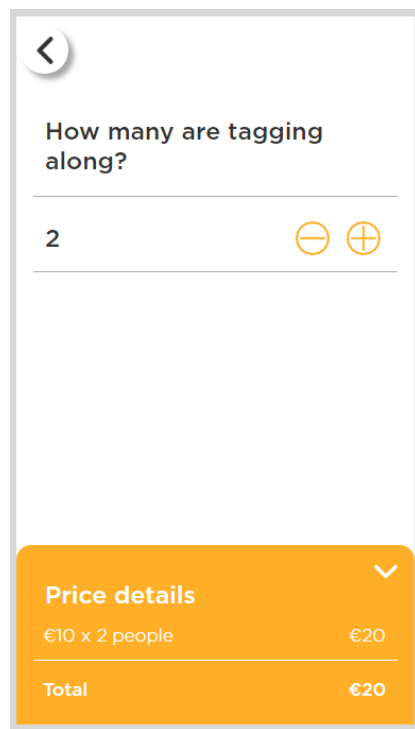 How many are tagging
along?
2
Price details
€10 x 2 people €20
Total €20